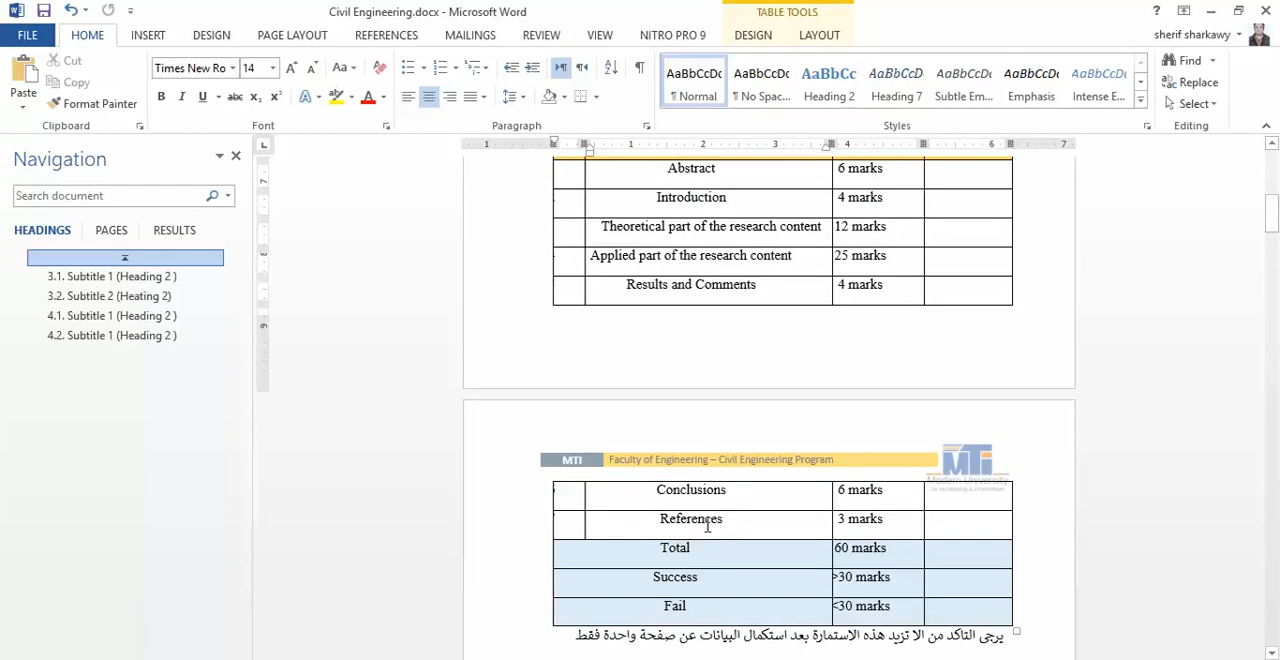 Civil Engineering.docx - Microsoft Word
TABLE TOOLS
FILE
HOME
INSERT
DESIGN
PAGE LAYOUT
REFERENCES
MAILINGS
REVIEW
VIEW
NITRO PRO 9
DESIGN
LAYOUT
sherif sharkawy
Paste
Cut
Copy
Format Painter
Clipboard
Times New Ro
14
Font
Paragraph
AaBbCcDc AaBbCcDc AaBbCc AaBbCcD AaBbCcDc AaBbCcDc AaBbCcDc
¶ Normal ¶ No Spac... Heading 2 Heading 7 Subtle Em... Emphasis Intense E...
Styles
Find
Replace
Select
Editing
Navigation
Search document
HEADINGS PAGES RESULTS
3.1. Subtitle 1 (Heading 2 )
3.2. Subtitle 2 (Heating 2)
4.1. Subtitle 1 (Heading 2 )
4.2. Subtitle 1 (Heading 2 )
Abstract 6 marks
Introduction 4 marks
Theoretical part of the research content 12 marks
Applied part of the research content 25 marks
Results and Comments 4 marks
MTI Faculty of Engineering – Civil Engineering Program
MTi
Modern University
Conclusions 6 marks
References 3 marks
Total 60 marks
Success >30 marks
Fail <30 marks
يرجى التاكد من الا تزيد هذه الاستمارة بعد استكمال البيانات عن صفحة واحدة فقط